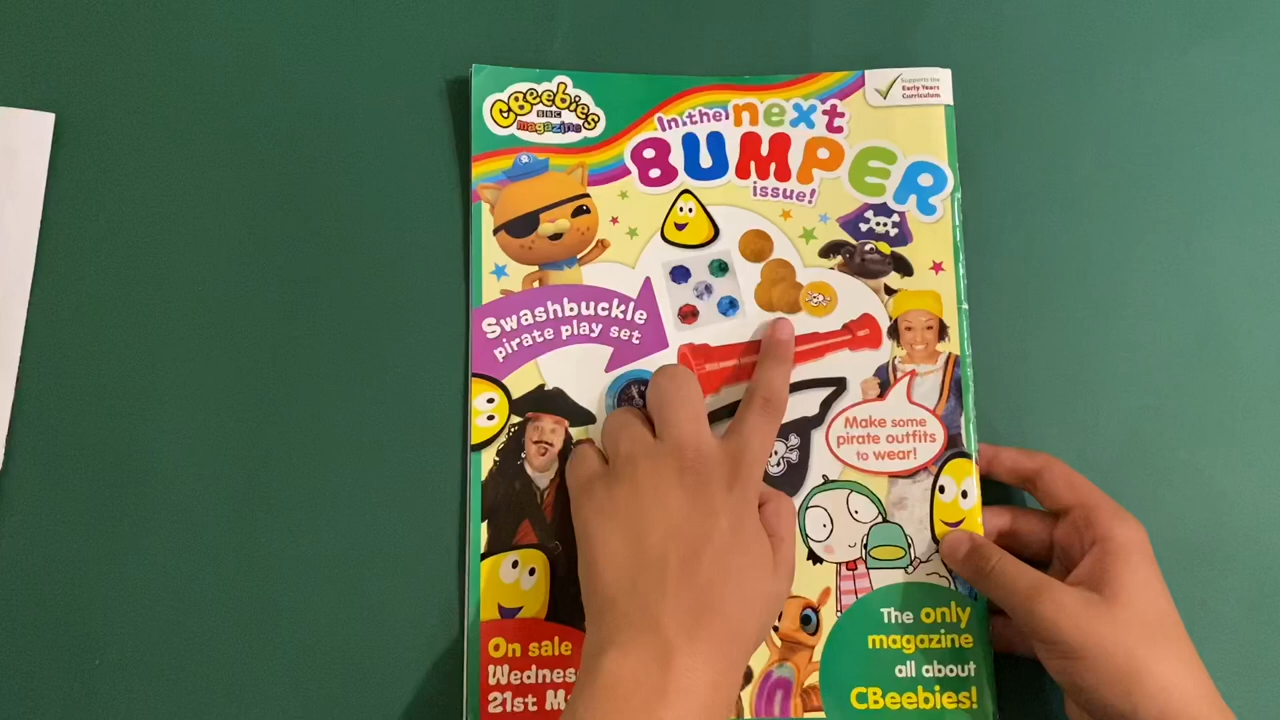 CBeebies
BBC
magazine
Supports the
Early Years
Curriculum
In the next
BUMPER
issue!
Swashbuckle
pirate play set
Make some
pirate outfits
to wear!
On sale
21st
The only
magazine
all about
CBeebies!